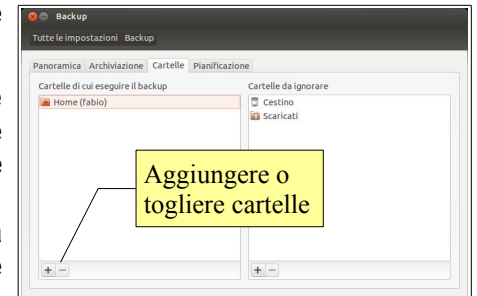 Backup
Tutte le impostazioni Backup
Panoramica Archiviazione Cartelle Pianificazione
Cartelle di cui eseguire il backup
Home (fabio)
Cartelle da ignorare
Cestino
Scaricati
Aggiungere o
togliere cartelle